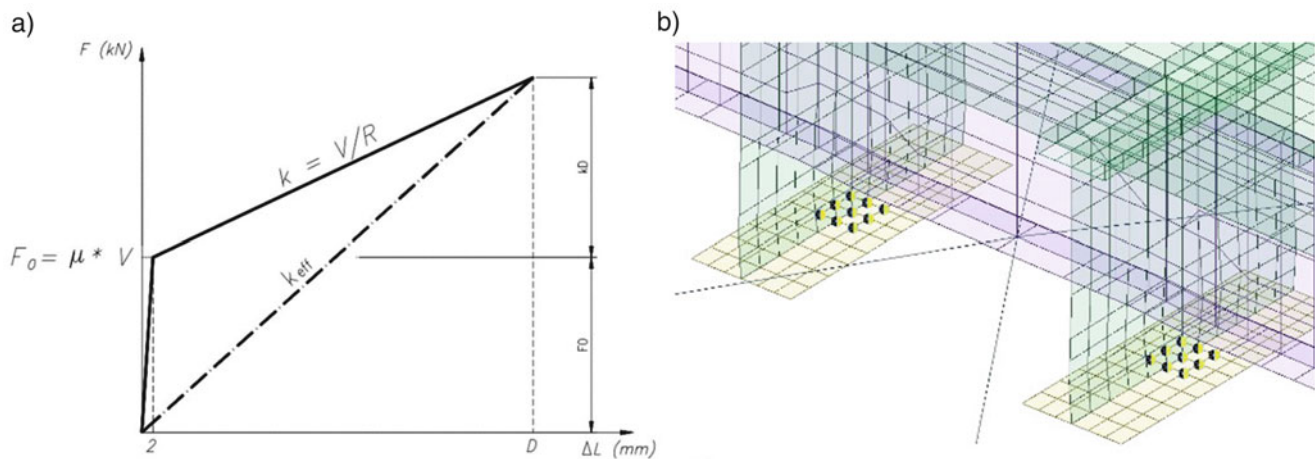 a)
b)
F (kN)
k = V/R
kD
F₀ = μ * V
keff
F0
2
D
ΔL (mm)